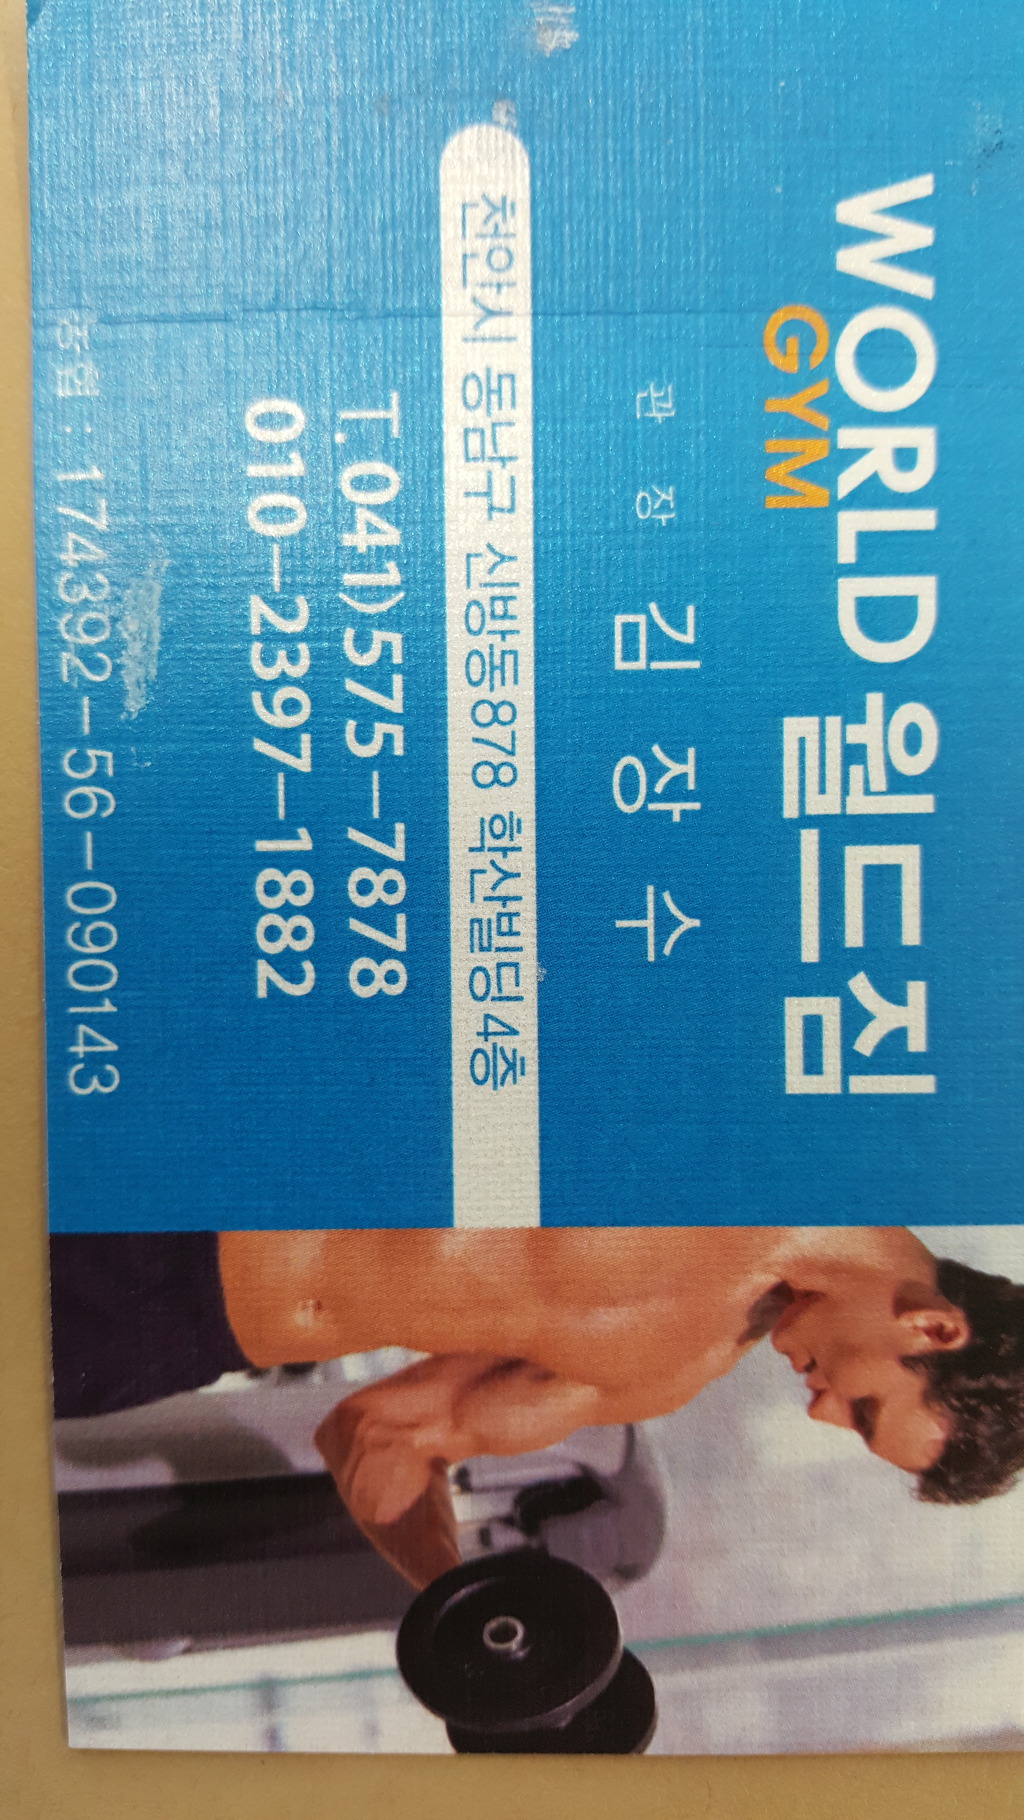 WORLD 월드짐
GYM
관 장 김 장 수
천안시 동남구 신방동878 학산빌딩4층
T.041)575-7878
010-2397-1882
농협 : 174392-56-090143